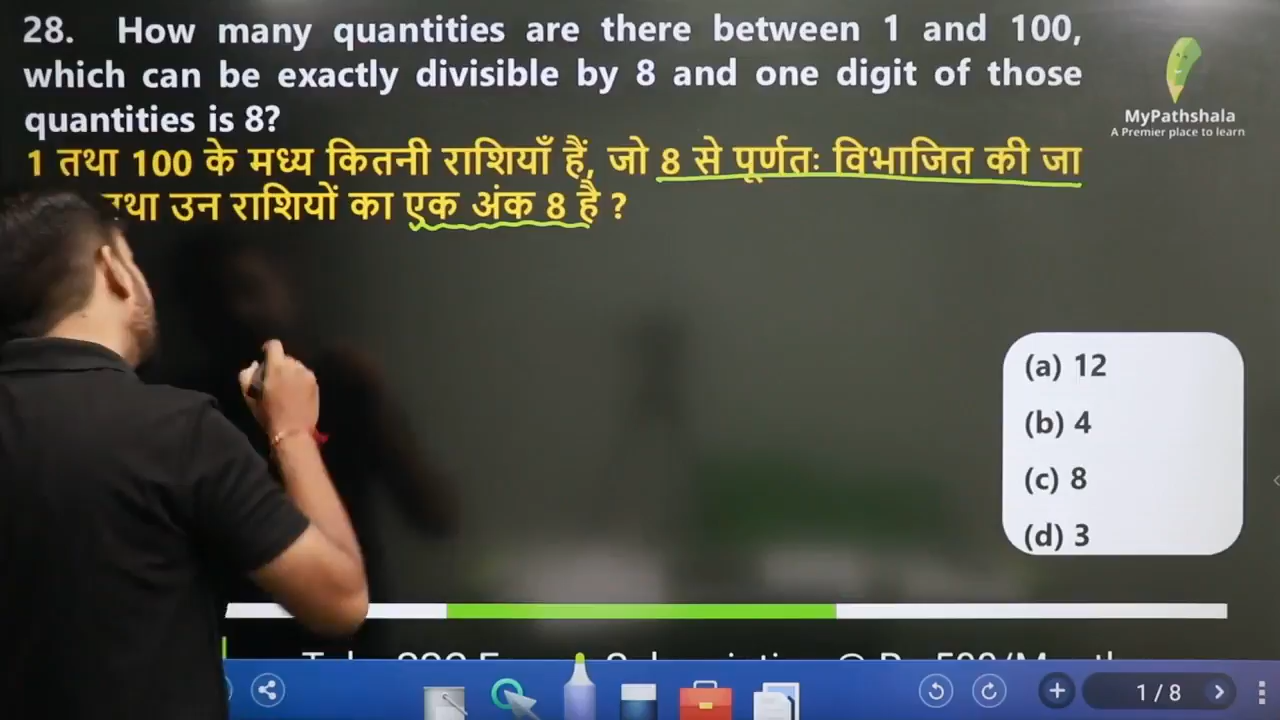 28. How many quantities are there between 1 and 100,
which can be exactly divisible by 8 and one digit of those
quantities is 8?
1 तथा 100 के मध्य कितनी राशियाँ हैं, जो 8 से पूर्णतः विभाजित की जा
तथा उन राशियों का एक अंक 8 है ?
MyPathshala
A Premier place to learn
(a) 12
(b) 4
(c) 8
(d) 3
1 / 8